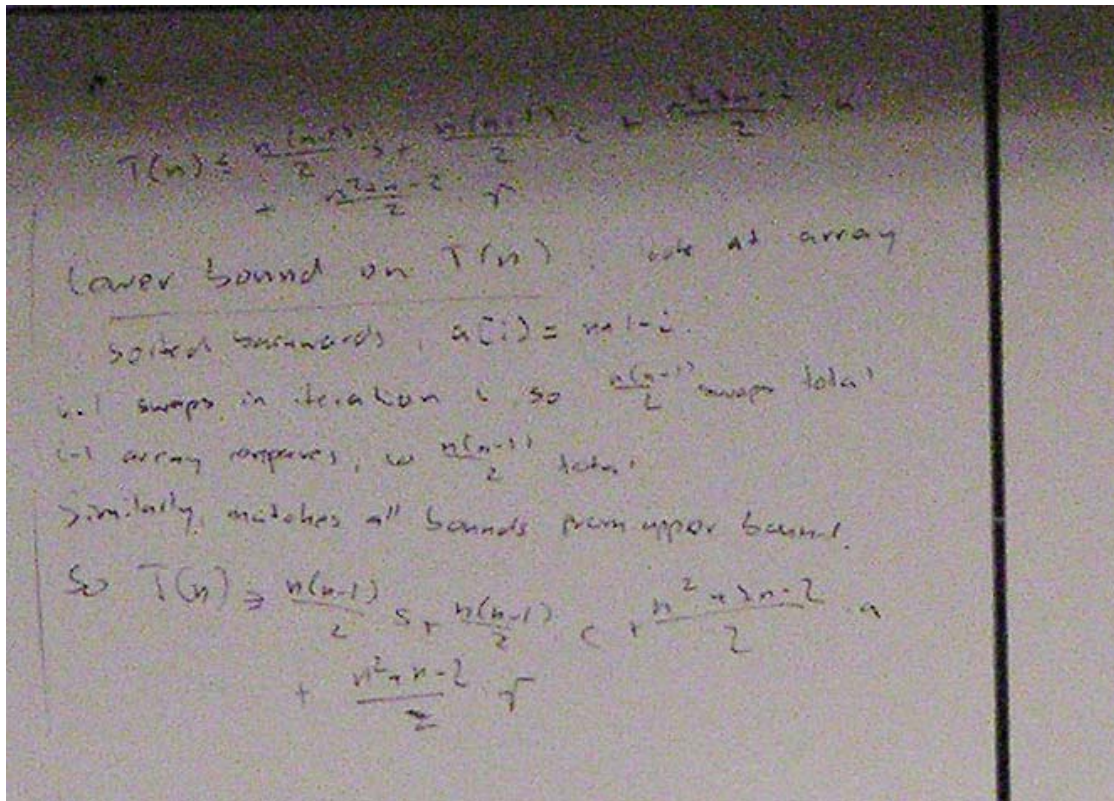 T(n) ≤ n(n-1)/2 s + n(n-1)/2 c + n²+3n-2/2 · a
+ n²+n-2/2 · r
Lower bound on T(n). Look at array
sorted backwards, a[i] = n+1-i.
i-1 swaps in iteration i so n(n-1)/2 swaps total
i-1 array compares, so n(n-1)/2 total
Similarly, matches all bounds from upper bound.
So T(n) ≥ n(n-1)/2 s + n(n-1)/2 c + n²+3n-2/2 · a
+ n²+n-2/2 · r